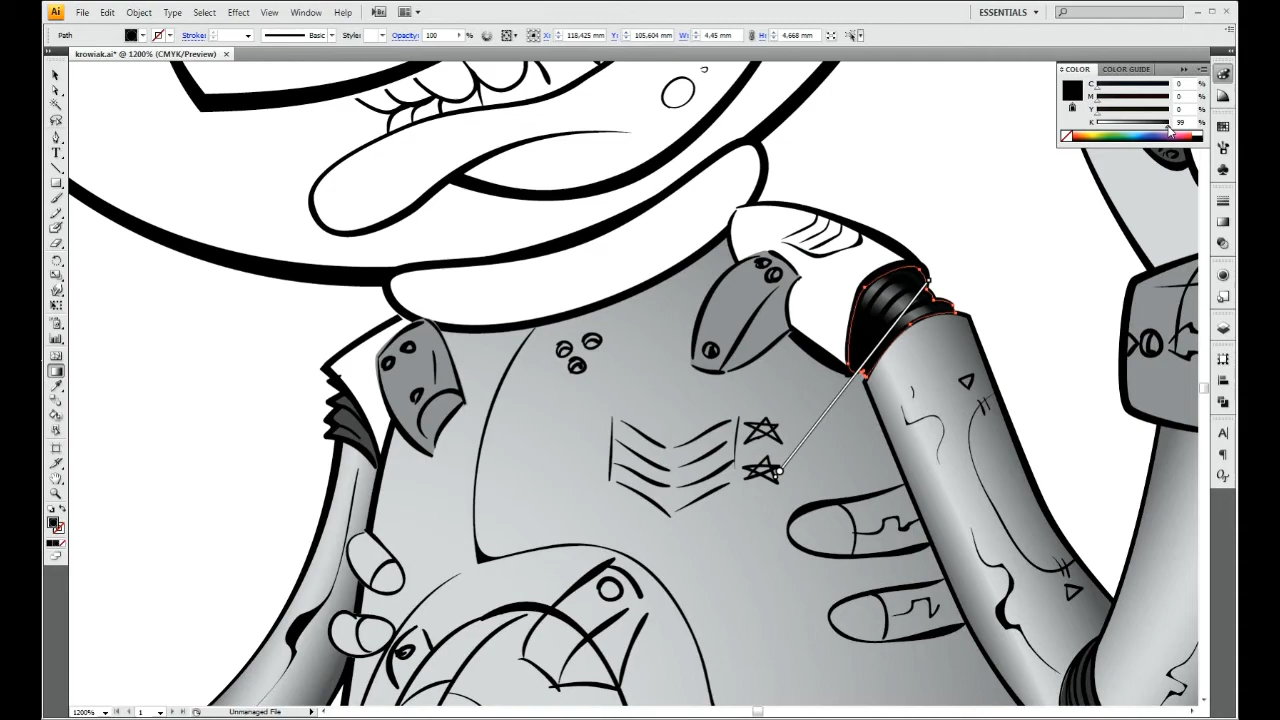 Ai File Edit Object Type Select Effect View Window Help Br ESSENTIALS
Path Stroke: Basic Style: Opacity: 100 % X: 118,425 mm Y: 105,604 mm W: 4,45 mm H: 4,668 mm
krowiak.ai* @ 1200% (CMYK/Preview)
COLOR COLOR GUIDE
C 0 %
M 0 %
Y 0 %
K 99 %
1200% 1 Unmanaged File